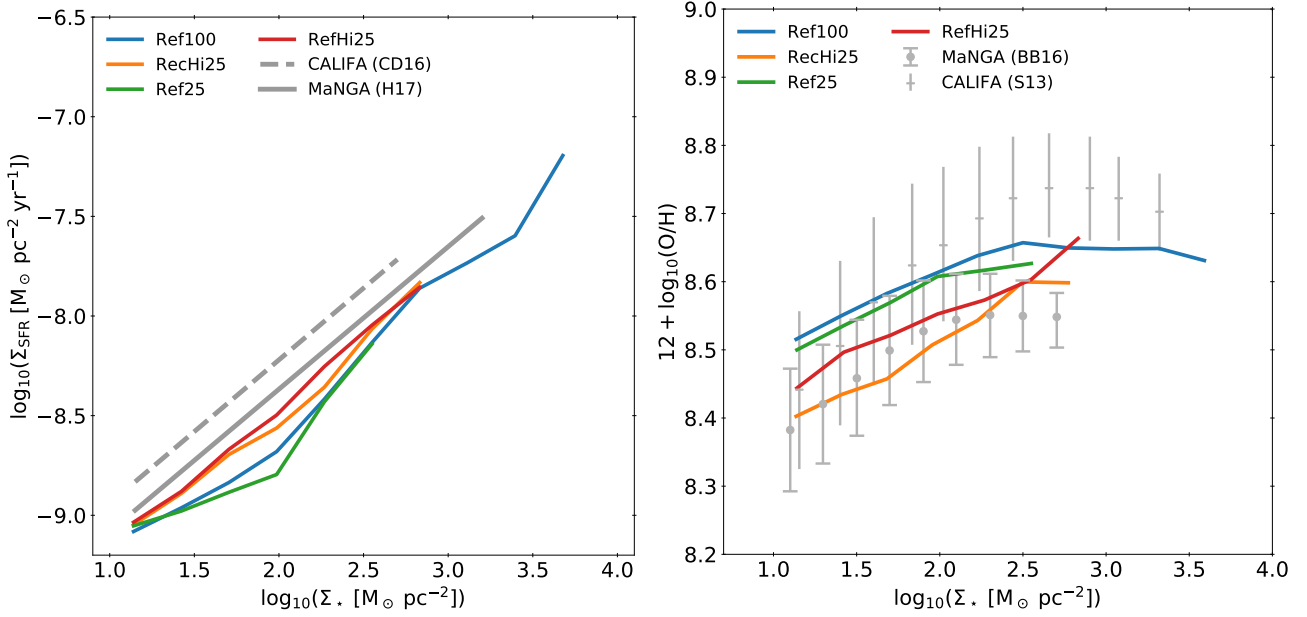 −6.5
−7.0
−7.5
−8.0
−8.5
−9.0
log₁₀(Σ_SFR [M_⊙ pc⁻² yr⁻¹])
Ref100
RecHi25
Ref25
RefHi25
CALIFA (CD16)
MaNGA (H17)
1.0 1.5 2.0 2.5 3.0 3.5 4.0
log₁₀(Σ⋆ [M_⊙ pc⁻²])
9.0
8.9
8.8
8.7
8.6
8.5
8.4
8.3
8.2
12 + log₁₀(O/H)
Ref100
RecHi25
Ref25
RefHi25
MaNGA (BB16)
CALIFA (S13)
1.0 1.5 2.0 2.5 3.0 3.5 4.0
log₁₀(Σ⋆ [M_⊙ pc⁻²])